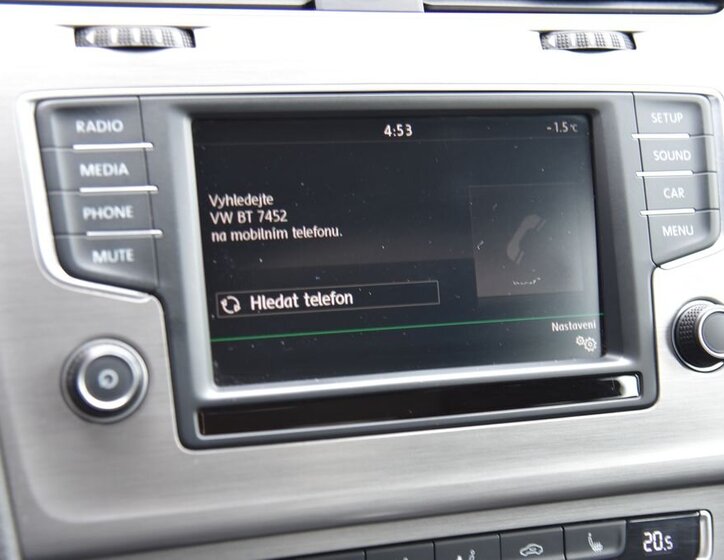 RADIO
MEDIA
PHONE
MUTE
4:53
-1.5°C
Vyhledejte
VW BT 7452
na mobilním telefonu.
Hledat telefon
Nastavení
SETUP
SOUND
CAR
MENU
20.5